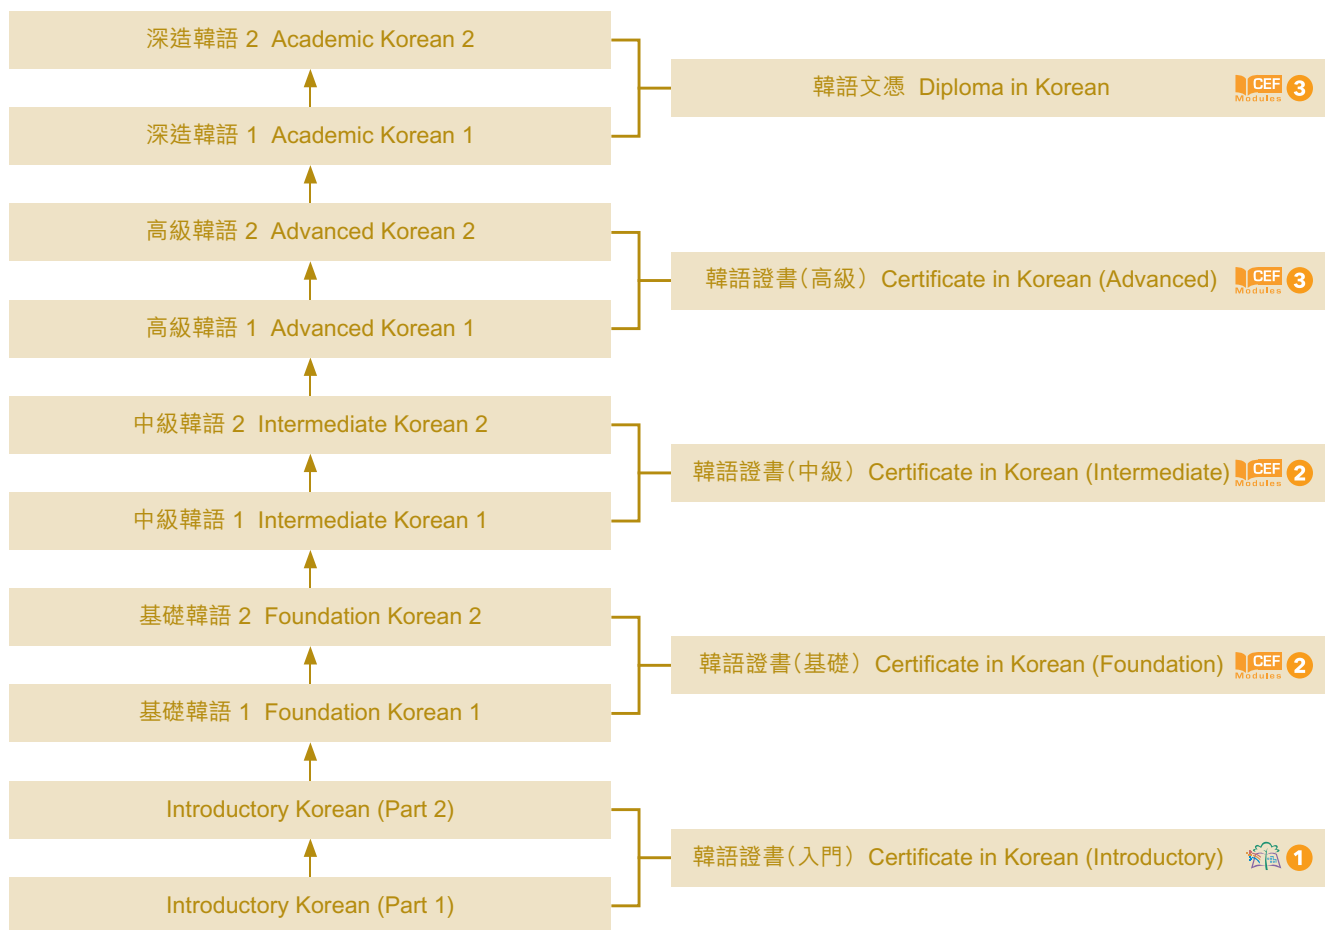 深造韓語 2  Academic Korean 2
韓語文憑  Diploma in Korean CEF Modules 3
深造韓語 1  Academic Korean 1
高級韓語 2  Advanced Korean 2
韓語證書(高級)  Certificate in Korean (Advanced) CEF Modules 3
高級韓語 1  Advanced Korean 1
中級韓語 2  Intermediate Korean 2
韓語證書(中級)  Certificate in Korean (Intermediate) CEF Modules 2
中級韓語 1  Intermediate Korean 1
基礎韓語 2  Foundation Korean 2
韓語證書(基礎)  Certificate in Korean (Foundation) CEF Modules 2
基礎韓語 1  Foundation Korean 1
Introductory Korean (Part 2)
韓語證書(入門)  Certificate in Korean (Introductory) 1
Introductory Korean (Part 1)